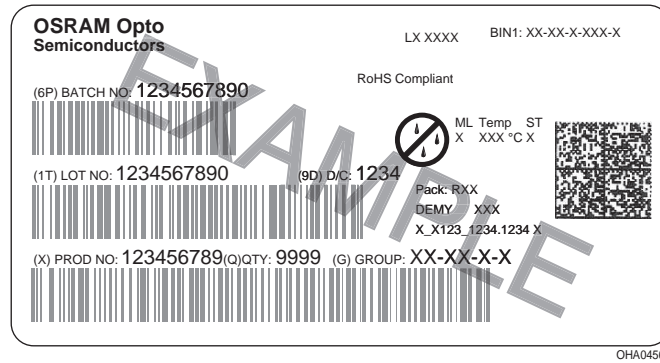 OSRAM Opto
Semiconductors
LX XXXX
BIN1: XX-XX-X-XXX-X
RoHS Compliant
(6P) BATCH NO: 1234567890
ML Temp ST
X XXX °C X
(1T) LOT NO: 1234567890 (9D) D/C: 1234
Pack: RXX
DEMY XXX
X_X123_1234.1234 X
(X) PROD NO: 123456789(Q)QTY: 9999 (G) GROUP: XX-XX-X-X
EXAMPLE